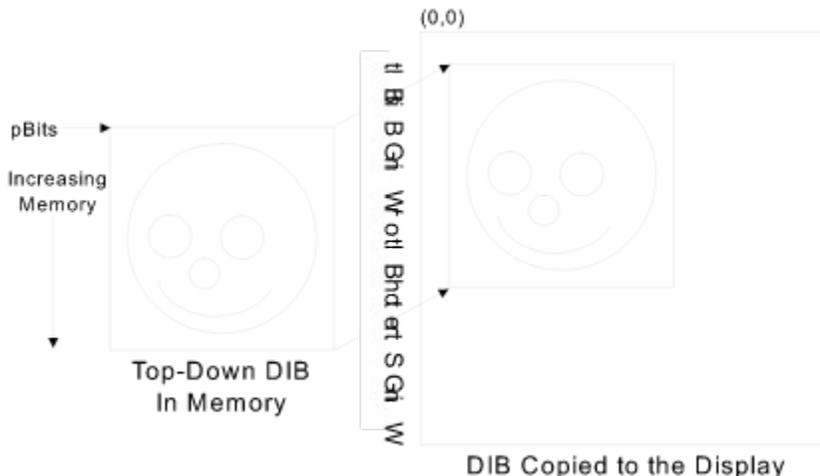 (0,0)
pBits
Increasing
Memory
Top-Down DIB
In Memory
DIB Copied to the Display